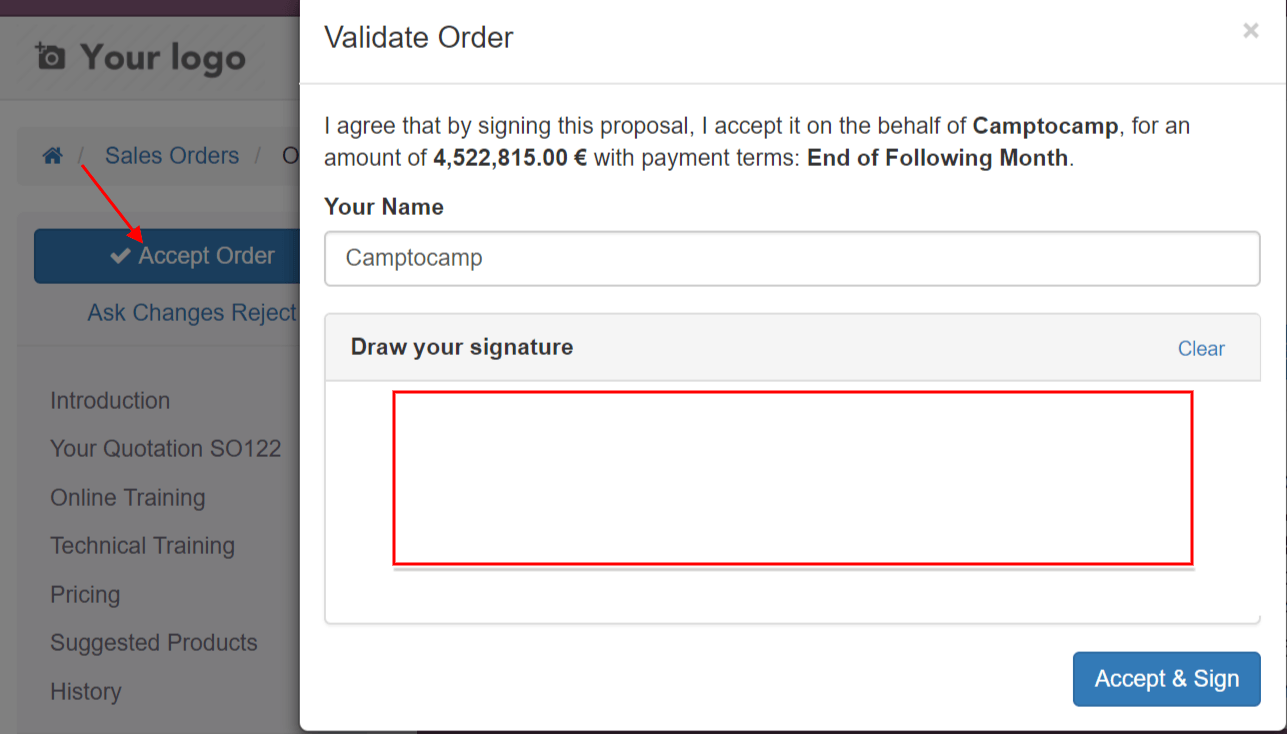 Your logo
Sales Orders / O
Accept Order
Ask Changes Reject
Introduction
Your Quotation SO122
Online Training
Technical Training
Pricing
Suggested Products
History
Validate Order ×
I agree that by signing this proposal, I accept it on the behalf of Camptocamp, for an
amount of 4,522,815.00 € with payment terms: End of Following Month.
Your Name
Camptocamp
Draw your signature Clear
Accept & Sign